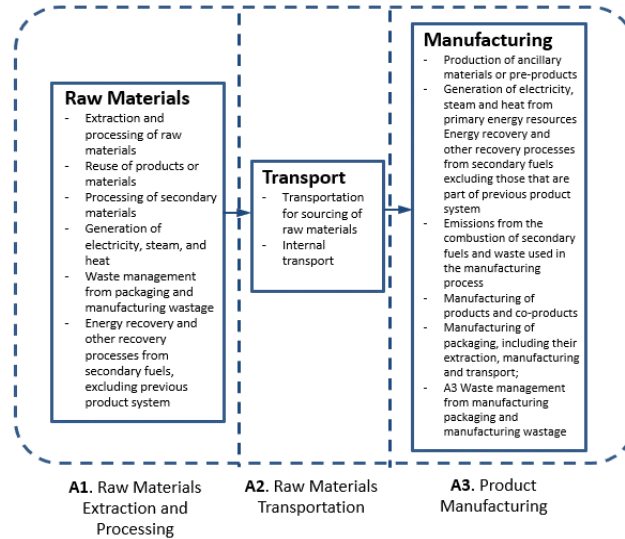 Raw Materials
- Extraction and
processing of raw
materials
- Reuse of products or
materials
- Processing of secondary
materials
- Generation of
electricity, steam, and
heat
- Waste management
from packaging and
manufacturing wastage
- Energy recovery and
other recovery
processes from
secondary fuels,
excluding previous
product system
Transport
- Transportation
for sourcing of
raw materials
- Internal
transport
Manufacturing
- Production of ancillary
materials or pre-products
- Generation of electricity,
steam and heat from
primary energy resources
Energy recovery and
other recovery processes
from secondary fuels
excluding those that are
part of previous product
system
- Emissions from the
combustion of secondary
fuels and waste used in
the manufacturing
process
- Manufacturing of
products and co-products
- Manufacturing of
packaging, including their
extraction, manufacturing
and transport;
- A3 Waste management
from manufacturing
packaging and
manufacturing wastage
A1. Raw Materials
Extraction and
Processing
A2. Raw Materials
Transportation
A3. Product
Manufacturing